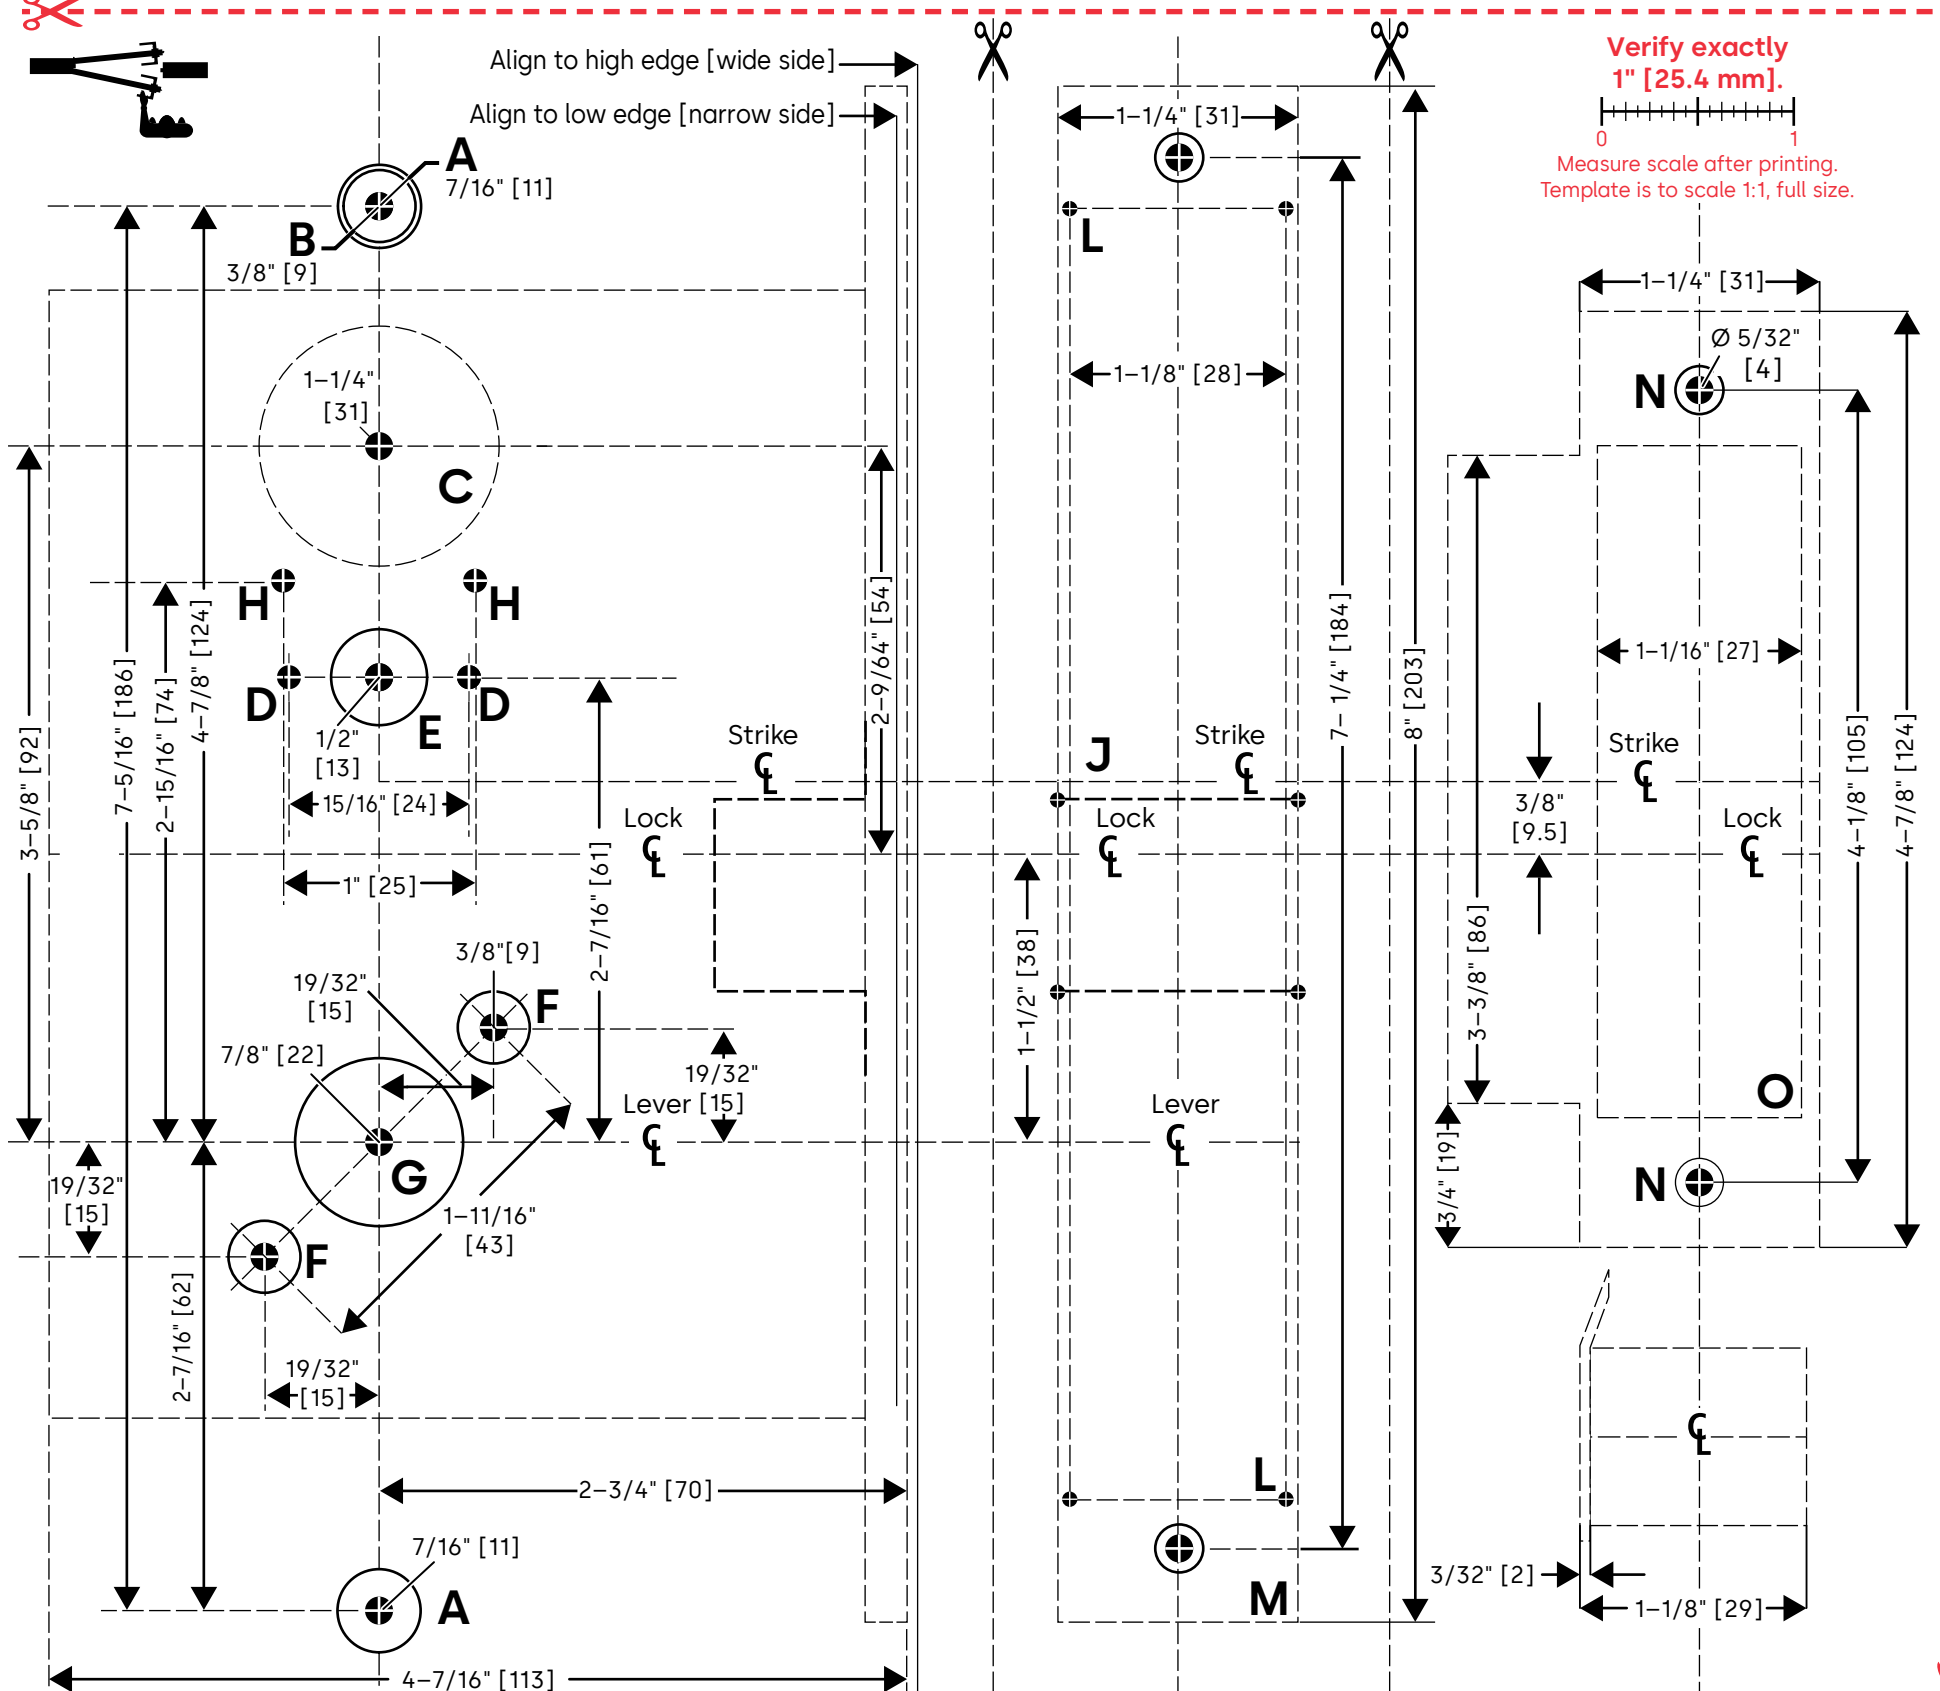 Align to high edge [wide side]
Align to low edge [narrow side]
Verify exactly
1" [25.4 mm].
0
1
Measure scale after printing.
Template is to scale 1:1, full size.
A
7/16" [11]
B
3/8" [9]
1–1/4"
[31]
C
H
H
D
D
E
1/2"
[13]
15/16" [24]
1" [25]
3–5/8" [92]
7–5/16" [186]
2–15/16" [74]
4–7/8" [124]
2–7/16" [61]
2–9/64" [54]
Strike
CL
Lock
CL
3/8"[9]
19/32"
[15]
F
7/8" [22]
19/32"
[15]
Lever
CL
G
19/32"
[15]
1–11/16"
[43]
F
2–7/16" [62]
19/32"
[15]
2–3/4" [70]
7/16" [11]
A
4–7/16" [113]
1–1/4" [31]
L
1–1/8" [28]
7– 1/4" [184]
8" [203]
J
Strike
CL
Lock
CL
1–1/2" [38]
Lever
CL
L
M
1–1/4" [31]
Ø 5/32"
[4]
N
1–1/16" [27]
Strike
CL
3/8"
[9.5]
Lock
CL
4–1/8" [105]
4–7/8" [124]
3–3/8" [86]
O
3/4" [19]
N
CL
3/32" [2]
1–1/8" [29]